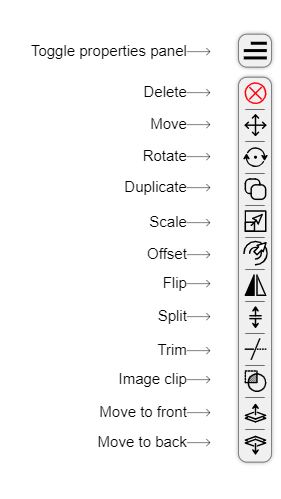 Toggle properties panel
Delete
Move
Rotate
Duplicate
Scale
Offset
Flip
Split
Trim
Image clip
Move to front
Move to back